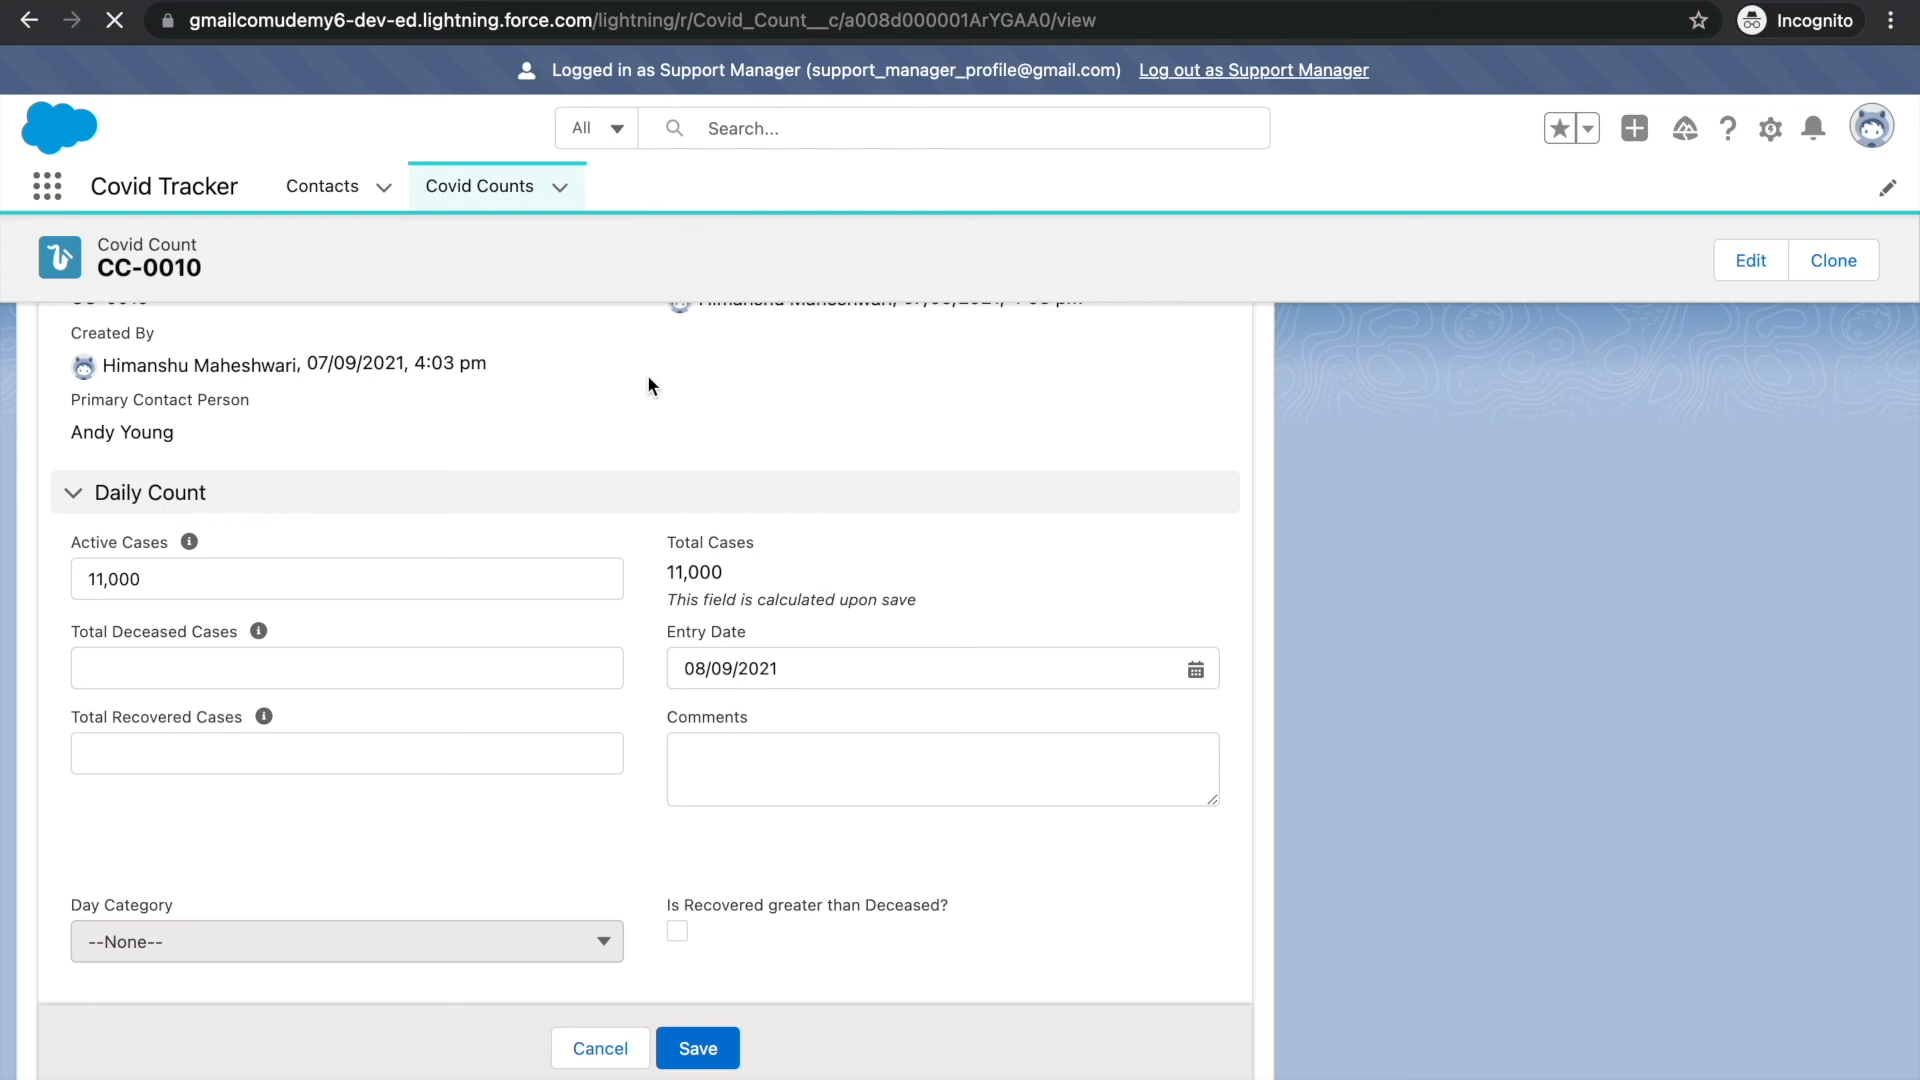 gmailcomudemy6-dev-ed.lightning.force.com/lightning/r/Covid_Count__c/a008d000001ArYGAA0/view
Incognito
Logged in as Support Manager (support_manager_profile@gmail.com) Log out as Support Manager
All
Search...
Covid Tracker
Contacts
Covid Counts
Covid Count
CC-0010
Edit
Clone
Created By
Himanshu Maheshwari, 07/09/2021, 4:03 pm
Primary Contact Person
Andy Young
Daily Count
Active Cases
11,000
Total Cases
11,000
This field is calculated upon save
Total Deceased Cases
Entry Date
08/09/2021
Total Recovered Cases
Comments
Day Category
--None--
Is Recovered greater than Deceased?
Cancel
Save